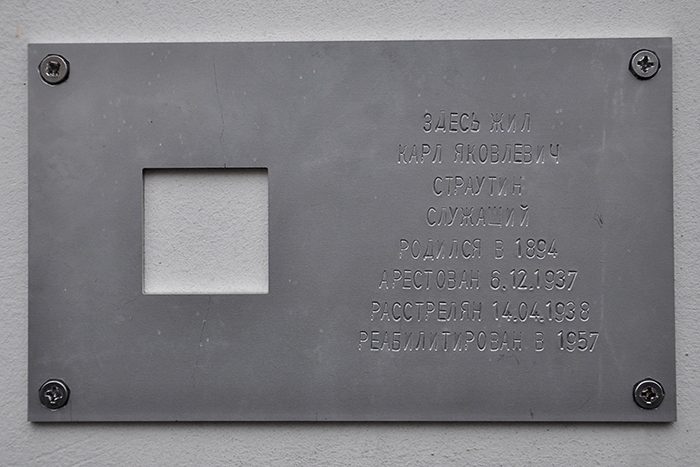 ЗДЕСЬ ЖИЛ
КАРЛ ЯКОВЛЕВИЧ
СТРАУТИН
СЛУЖАЩИЙ
РОДИЛСЯ В 1894
АРЕСТОВАН 6.12.1937
РАССТРЕЛЯН 14.04.1938
РЕАБИЛИТИРОВАН В 1957